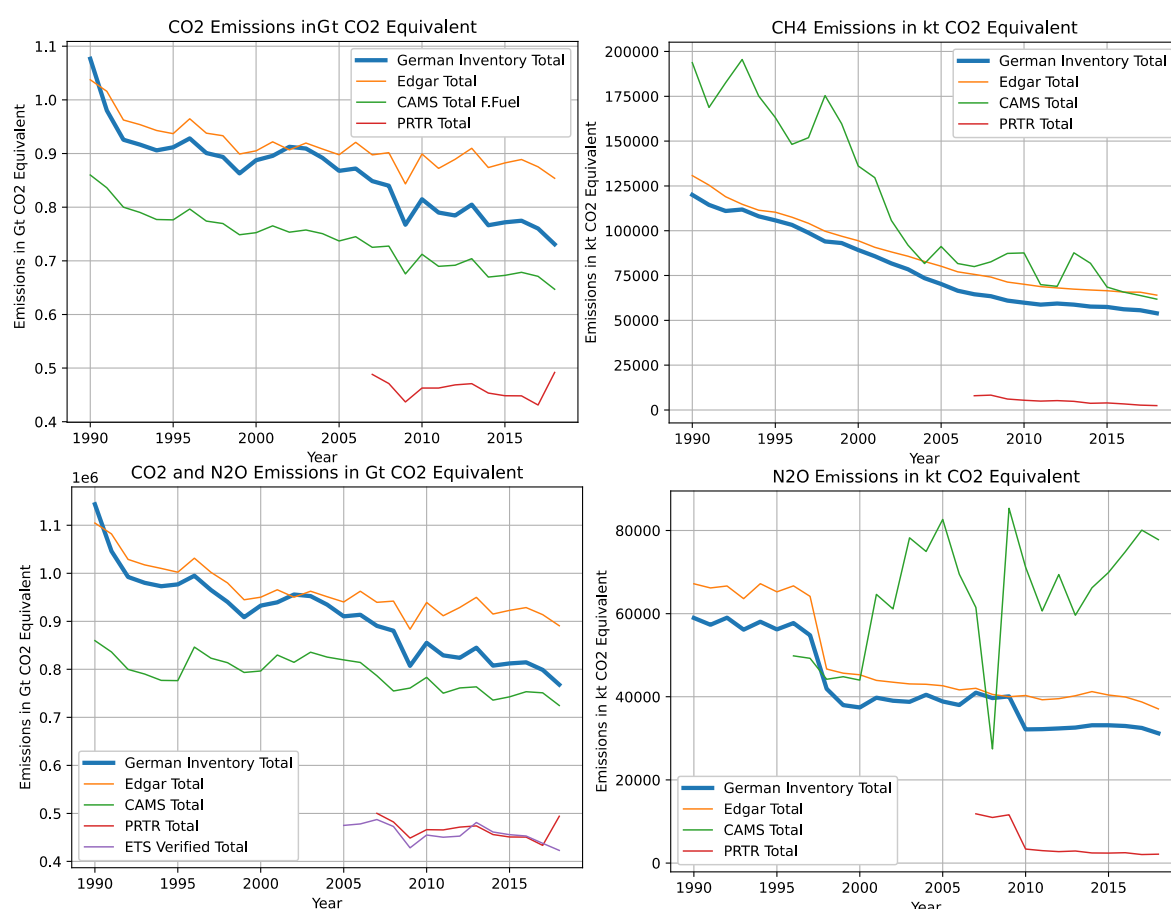 CO2 Emissions inGt CO2 Equivalent
Emissions in Gt CO2 Equivalent
1.1
1.0
0.9
0.8
0.7
0.6
0.5
0.4
German Inventory Total
Edgar Total
CAMS Total F.Fuel
PRTR Total
1990 1995 2000 2005 2010 2015
Year
CH4 Emissions in kt CO2 Equivalent
Emissions in kt CO2 Equivalent
200000
175000
150000
125000
100000
75000
50000
25000
0
German Inventory Total
Edgar Total
CAMS Total F.Fuel
PRTR Total
1990 1995 2000 2005 2010 2015
Year
CO2 and N2O Emissions in Gt CO2 Equivalent
1e6
Emissions in Gt CO2 Equivalent
1.1
1.0
0.9
0.8
0.7
0.6
0.5
0.4
German Inventory Total
Edgar Total
CAMS Total
PRTR Total
ETS Verified Total
1990 1995 2000 2005 2010 2015
Year
N2O Emissions in kt CO2 Equivalent
Emissions in kt CO2 Equivalent
80000
60000
40000
20000
0
German Inventory Total
Edgar Total
CAMS Total
PRTR Total
1990 1995 2000 2005 2010 2015
Year